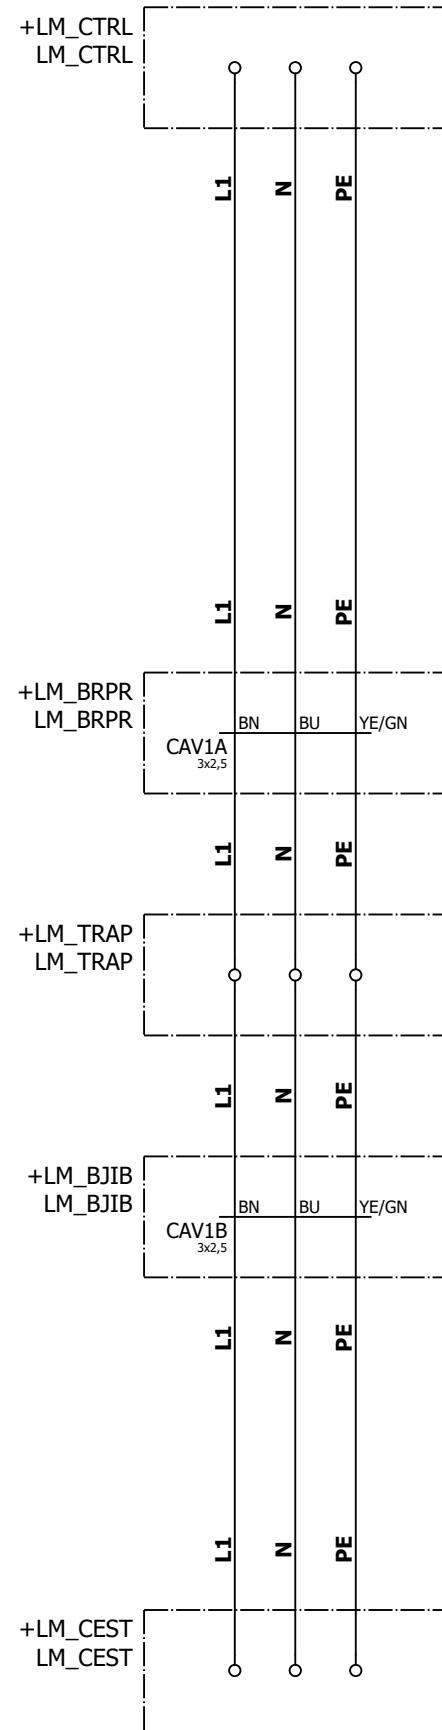 +LM_CTRL
LM_CTRL
L1 N PE
L1 N PE
+LM_BRPR
LM_BRPR
BN BU YE/GN
CAV1A
3x2,5
L1 N PE
+LM_TRAP
LM_TRAP
L1 N PE
+LM_BJIB
LM_BJIB
BN BU YE/GN
CAV1B
3x2,5
L1 N PE
L1 N PE
+LM_CEST
LM_CEST